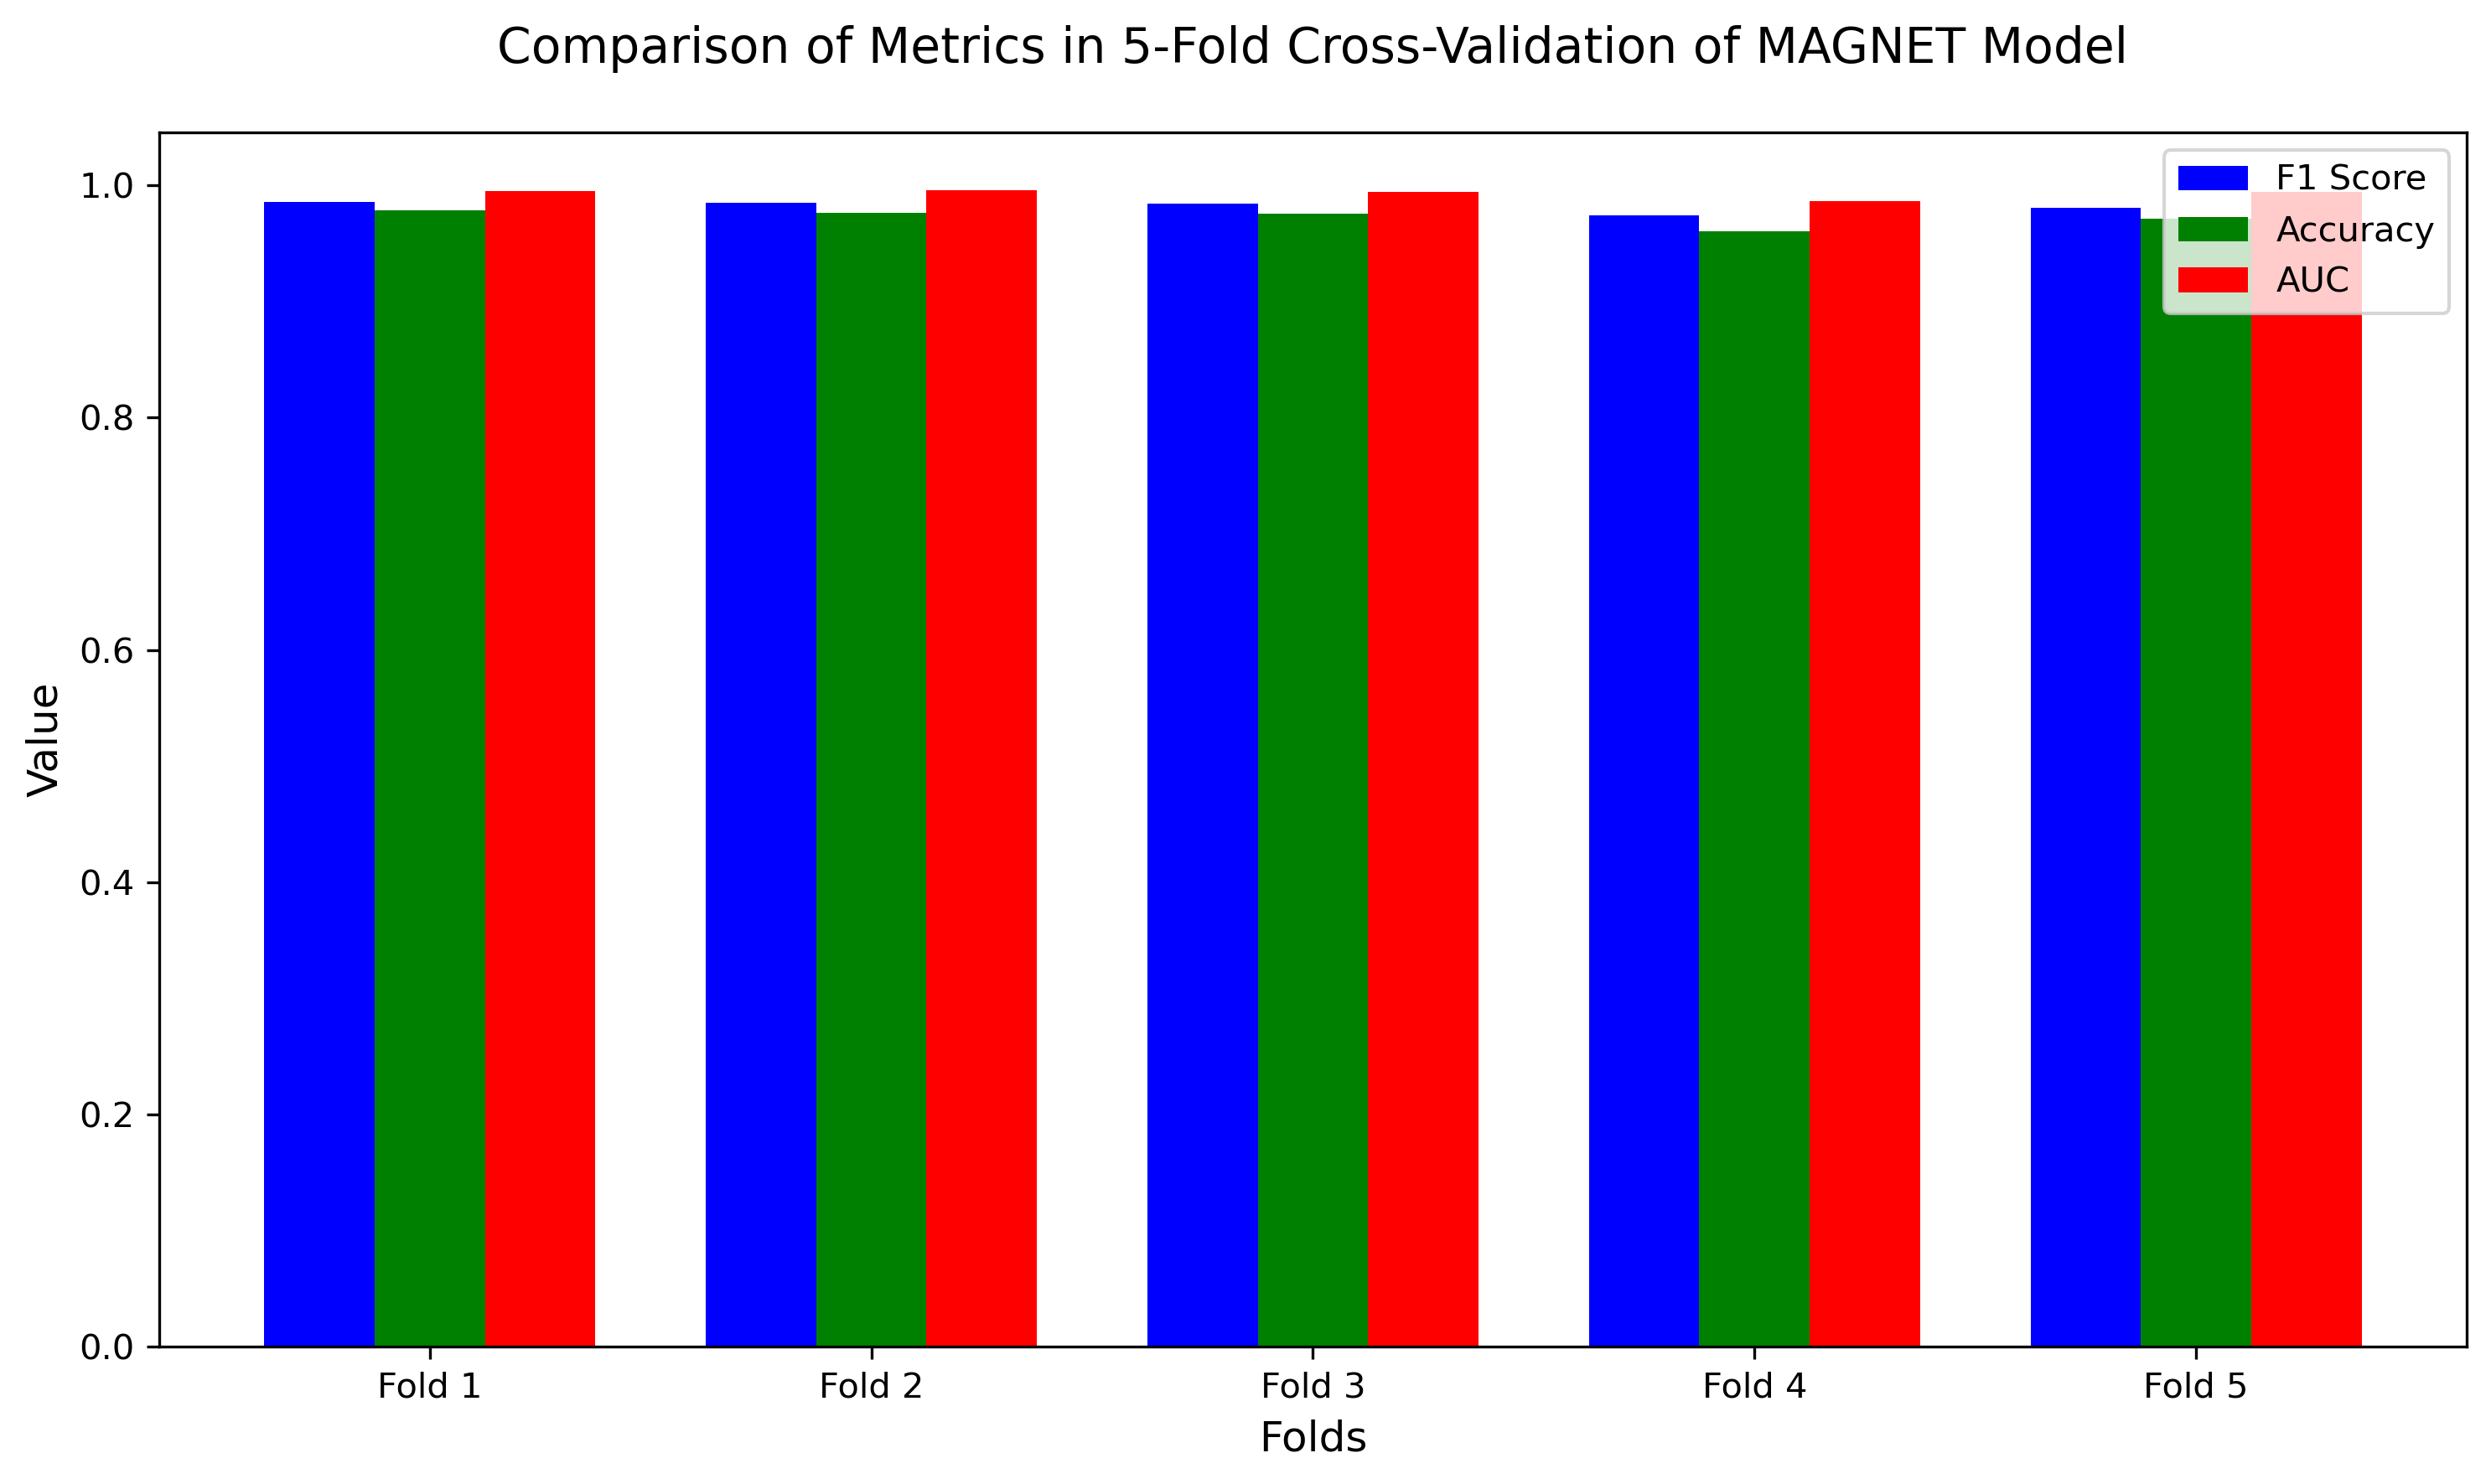 Comparison of Metrics in 5-Fold Cross-Validation of MAGNET Model
F1 Score
Accuracy
AUC
1.0
0.8
0.6
0.4
0.2
0.0
Value
Fold 1
Fold 2
Fold 3
Fold 4
Fold 5
Folds